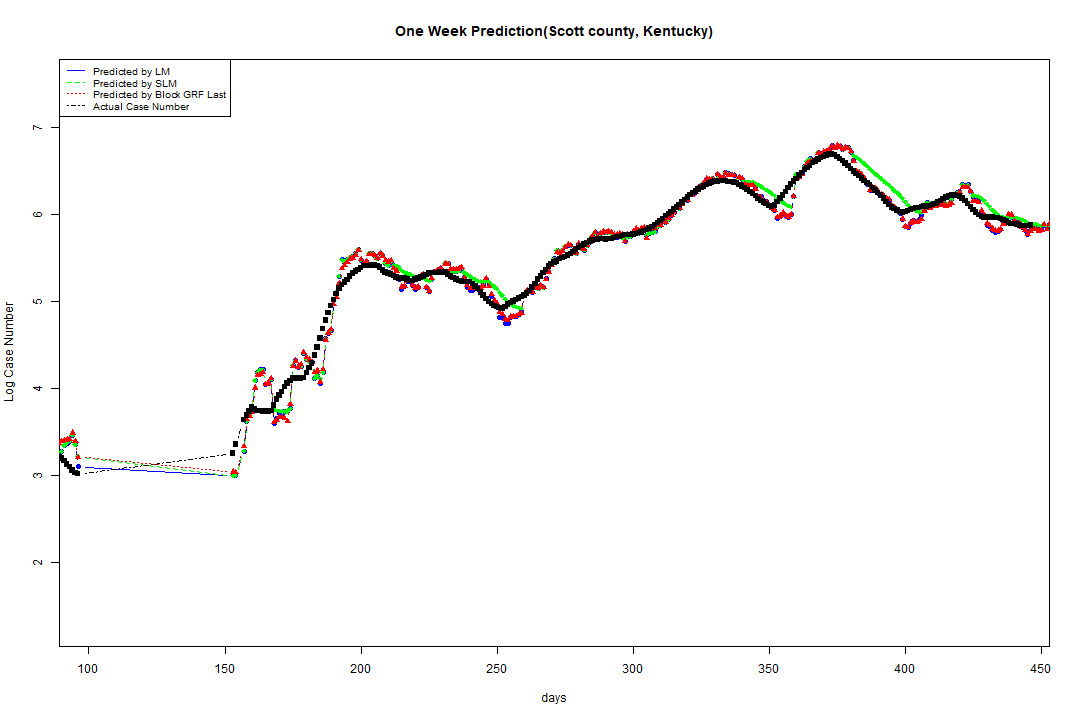 One Week Prediction(Scott county, Kentucky)
Predicted by LM
Predicted by SLM
Predicted by Block GRF Last
Actual Case Number
Log Case Number
7
6
5
4
3
2
100 150 200 250 300 350 400 450
days